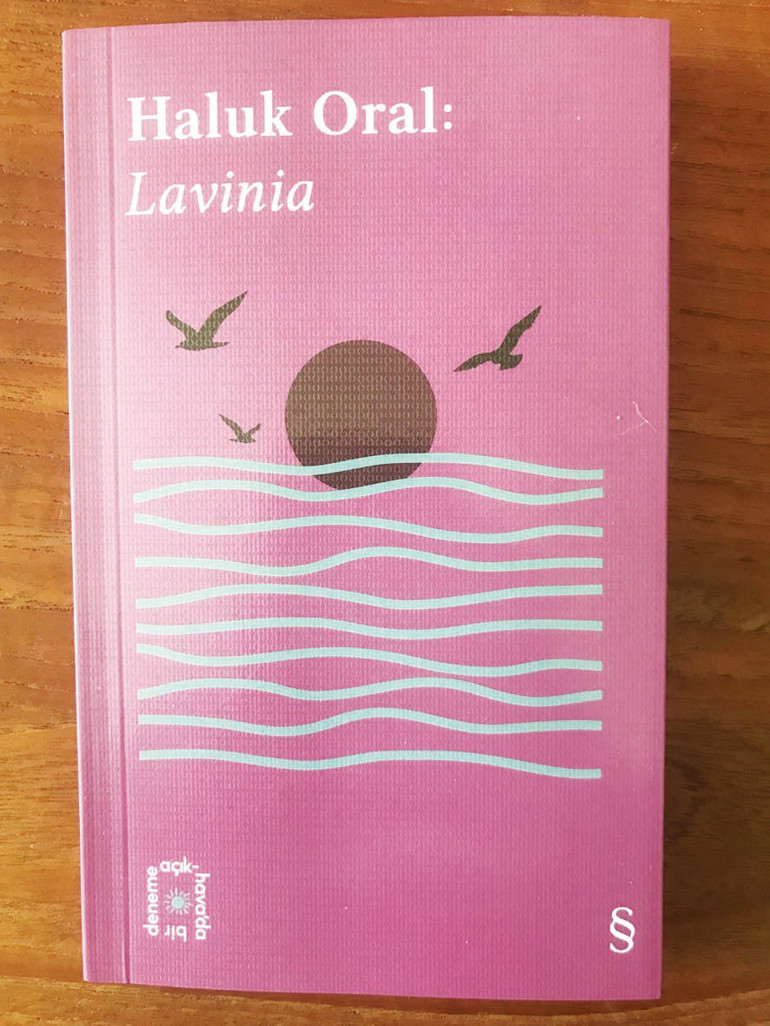 Haluk Oral:
Lavinia
açık-
havada
bir
deneme
§